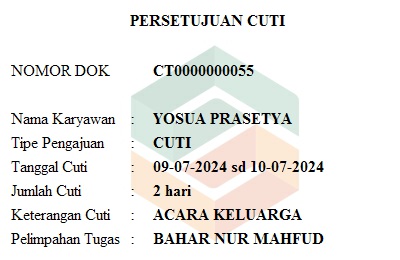 PERSETUJUAN CUTI
NOMOR DOK CT0000000055
Nama Karyawan : YOSUA PRASETYA
Tipe Pengajuan : CUTI
Tanggal Cuti : 09-07-2024 sd 10-07-2024
Jumlah Cuti : 2 hari
Keterangan Cuti : ACARA KELUARGA
Pelimpahan Tugas : BAHAR NUR MAHFUD